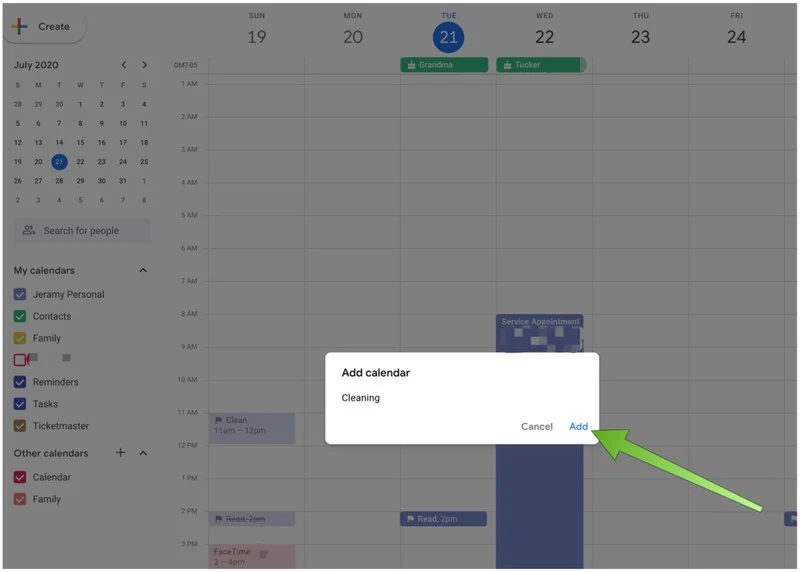 Create
SUN MON TUE WED THU FRI
19 20 21 22 23 24
July 2020
GMT-05
Grandma Tucker
S M T W T F S
28 29 30 1 2 3 4
5 6 7 8 9 10 11
12 13 14 15 16 17 18
19 20 21 22 23 24 25
26 27 28 29 30 31 1
2 3 4 5 6 7 8
Search for people
My calendars
Jeramy Personal
Contacts
Family
Reminders
Tasks
Ticketmaster
Other calendars
Calendar
Family
1 AM
2 AM
3 AM
4 AM
5 AM
6 AM
7 AM
8 AM
9 AM
10 AM
11 AM
12 PM
1 PM
2 PM
3 PM
Clean
11am – 12pm
Read, 2pm
FaceTime
3 – 4pm
Read, 2pm
Service Appointment
Add calendar
Cleaning
Cancel Add